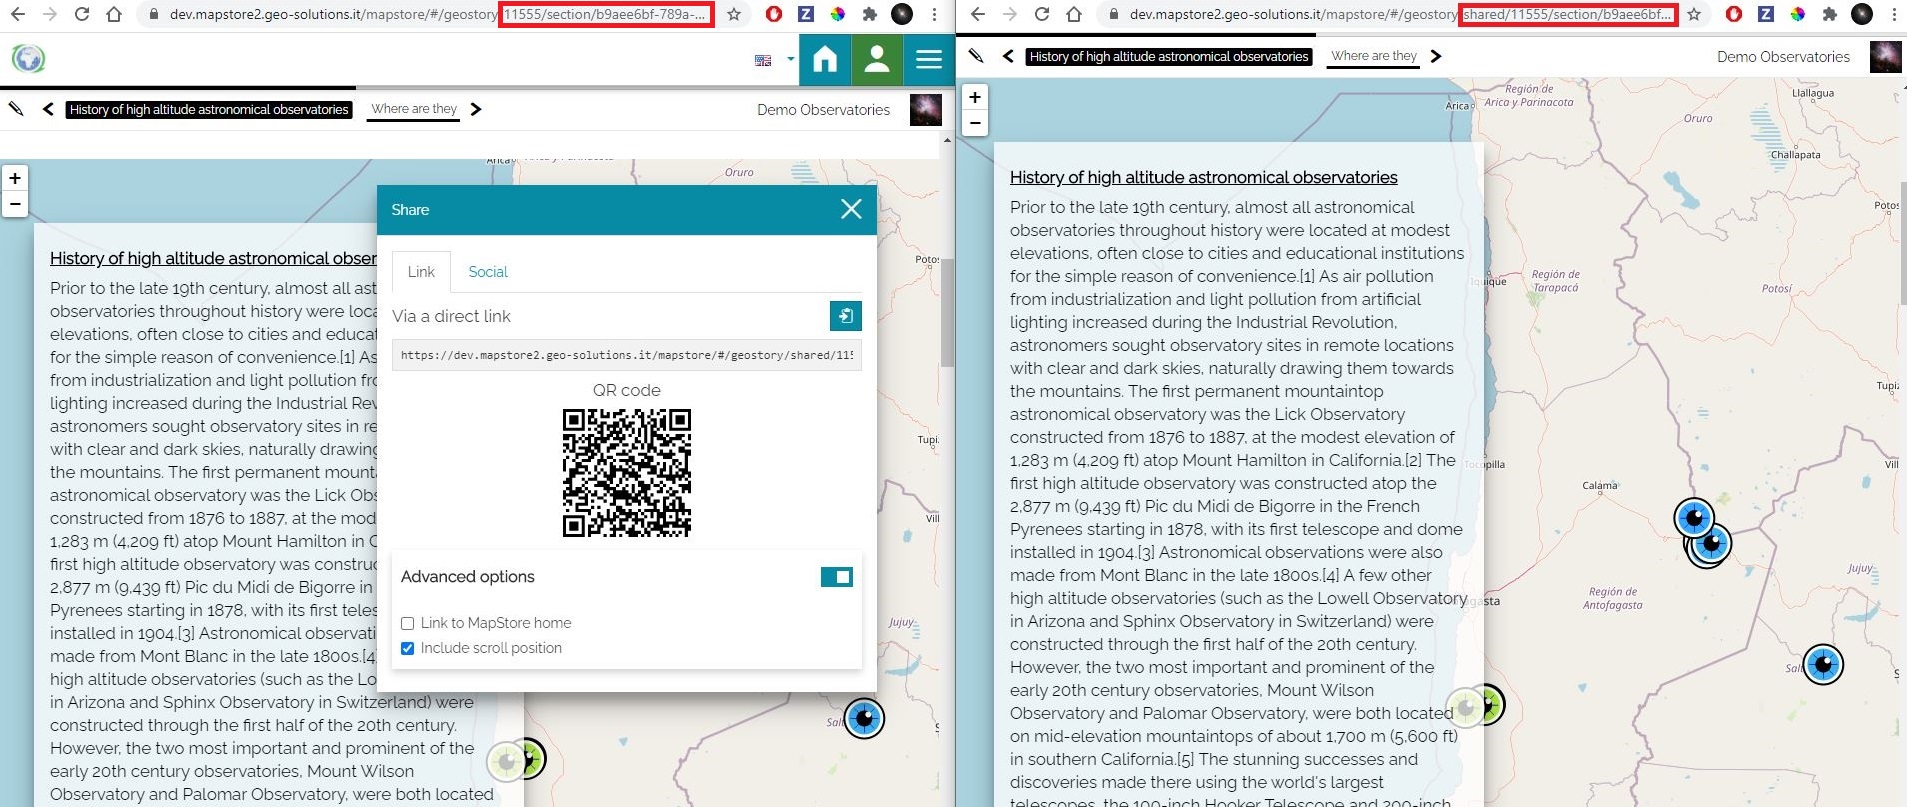 dev.mapstore2.geo-solutions.it/mapstore/#/geostory/11555/section/b9aee6bf-789a-...
History of high altitude astronomical observatories
Where are they
Demo Observatories
+
−
Oruro
Potos
Tupi
Vill
Jujuy
Salt
History of high altitude astronomical obser
Prior to the late 19th century, almost all ast
observatories throughout history were loca
elevations, often close to cities and educat
for the simple reason of convenience.[1] As
from industrialization and light pollution fro
lighting increased during the Industrial Rev
astronomers sought observatory sites in re
with clear and dark skies, naturally drawing
the mountains. The first permanent mounta
astronomical observatory was the Lick Obs
constructed from 1876 to 1887, at the mod
1,283 m (4,209 ft) atop Mount Hamilton in C
first high altitude observatory was construc
2,877 m (9,439 ft) Pic du Midi de Bigorre in
Pyrenees starting in 1878, with its first teles
installed in 1904.[3] Astronomical observati
made from Mont Blanc in the late 1800s.[4]
high altitude observatories (such as the Lo
in Arizona and Sphinx Observatory in Switzerland) were
constructed through the first half of the 20th century.
However, the two most important and prominent of the
early 20th century observatories, Mount Wilson
Observatory and Palomar Observatory, were both located
Share
Link
Social
Via a direct link
https://dev.mapstore2.geo-solutions.it/mapstore/#/geostory/shared/115
QR code
Advanced options
Link to MapStore home
Include scroll position
dev.mapstore2.geo-solutions.it/mapstore/#/geostory/shared/11555/section/b9aee6bf...
History of high altitude astronomical observatories
Where are they
Demo Observatories
+
−
Arica
Región de
Arica y Parinacota
Llallagua
Oruro
Challapata
Potos
Iquique
Región de
Tarapacá
Potosí
Tupiz
Tocopilla
Calama
Vill
Región de
Antofagasta
Jujuy
Salt
History of high altitude astronomical observatories
Prior to the late 19th century, almost all astronomical
observatories throughout history were located at modest
elevations, often close to cities and educational institutions
for the simple reason of convenience.[1] As air pollution
from industrialization and light pollution from artificial
lighting increased during the Industrial Revolution,
astronomers sought observatory sites in remote locations
with clear and dark skies, naturally drawing them towards
the mountains. The first permanent mountaintop
astronomical observatory was the Lick Observatory
constructed from 1876 to 1887, at the modest elevation of
1,283 m (4,209 ft) atop Mount Hamilton in California.[2] The
first high altitude observatory was constructed atop the
2,877 m (9,439 ft) Pic du Midi de Bigorre in the French
Pyrenees starting in 1878, with its first telescope and dome
installed in 1904.[3] Astronomical observations were also
made from Mont Blanc in the late 1800s.[4] A few other
high altitude observatories (such as the Lowell Observatory
in Arizona and Sphinx Observatory in Switzerland) were
constructed through the first half of the 20th century.
However, the two most important and prominent of the
early 20th century observatories, Mount Wilson
Observatory and Palomar Observatory, were both located
on mid-elevation mountaintops of about 1,700 m (5,600 ft)
in southern California.[5] The stunning successes and
discoveries made there using the world's largest
telescopes, the 100-inch Hooker Telescope and 200-inch